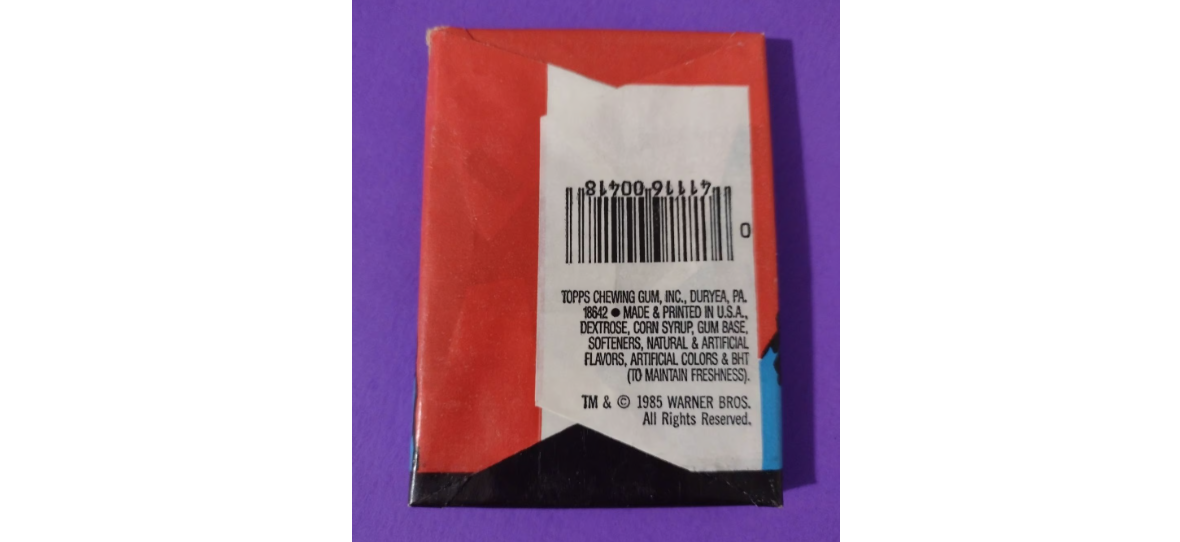 41116 00418
0
TOPPS CHEWING GUM, INC., DURYEA, PA.
18642 ● MADE & PRINTED IN U.S.A.,
DEXTROSE, CORN SYRUP, GUM BASE,
SOFTENERS, NATURAL & ARTIFICIAL
FLAVORS, ARTIFICIAL COLORS & BHT
(TO MAINTAIN FRESHNESS).
TM & © 1985 WARNER BROS.
All Rights Reserved.